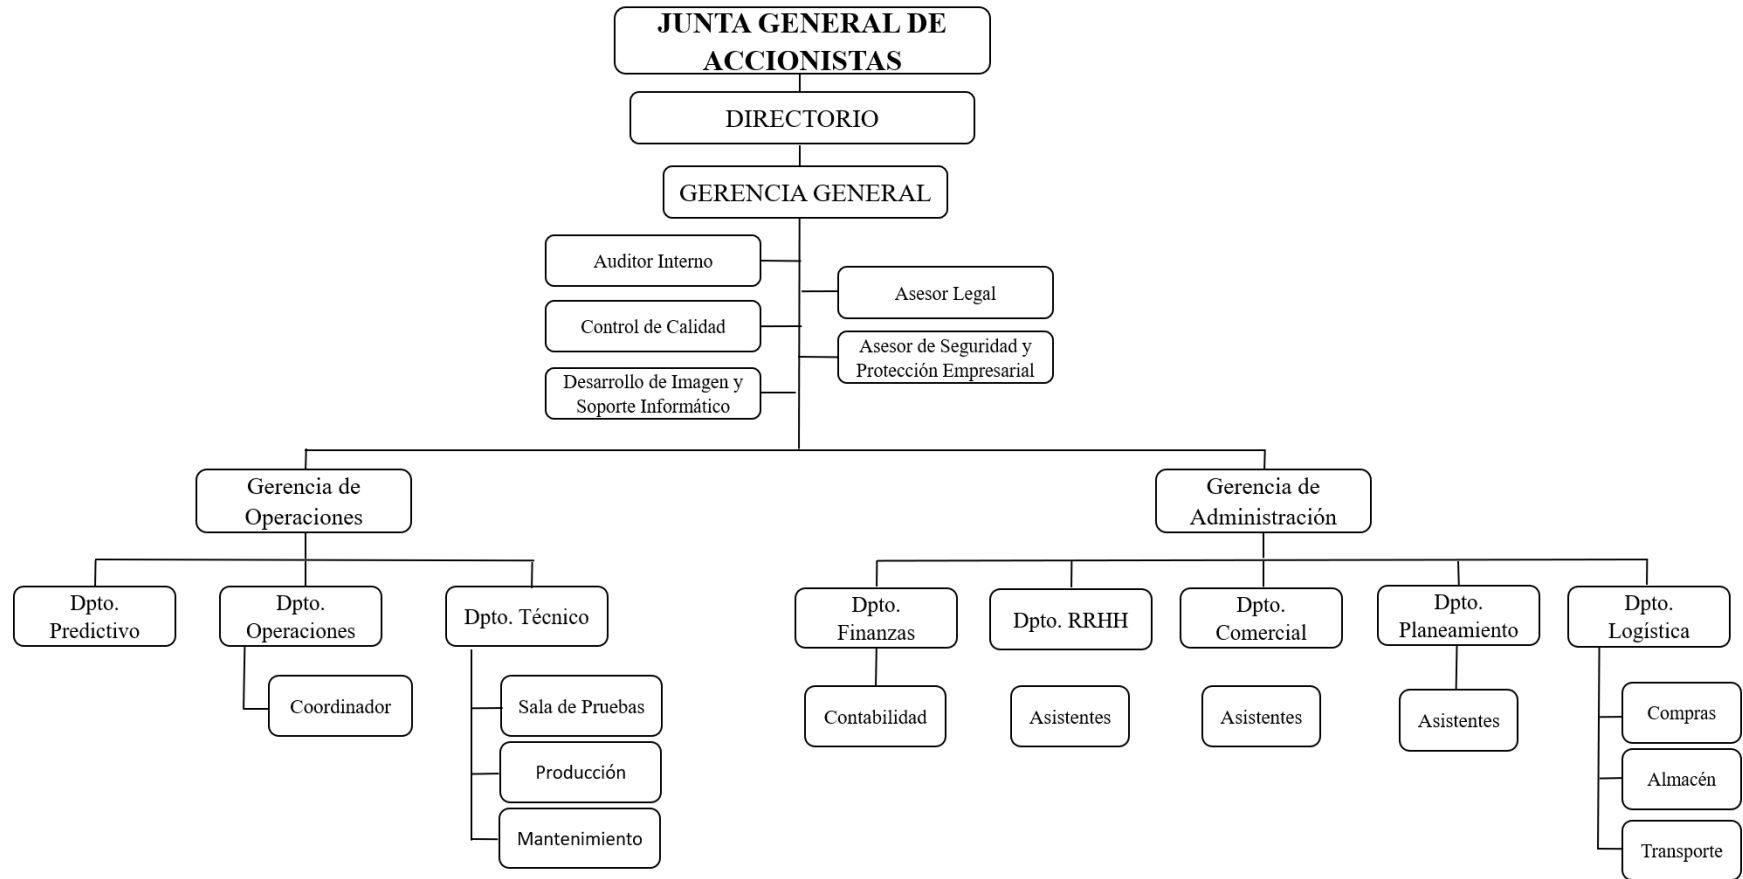 JUNTA GENERAL DE
ACCIONISTAS
DIRECTORIO
GERENCIA GENERAL
Auditor Interno
Asesor Legal
Control de Calidad
Asesor de Seguridad y
Protección Empresarial
Desarrollo de Imagen y
Soporte Informático
Gerencia de
Operaciones
Gerencia de
Administración
Dpto.
Predictivo
Dpto.
Operaciones
Dpto. Técnico
Dpto.
Finanzas
Dpto. RRHH
Dpto.
Comercial
Dpto.
Planeamiento
Dpto.
Logística
Coordinador
Sala de Pruebas
Producción
Mantenimiento
Contabilidad
Asistentes
Asistentes
Asistentes
Compras
Almacén
Transporte